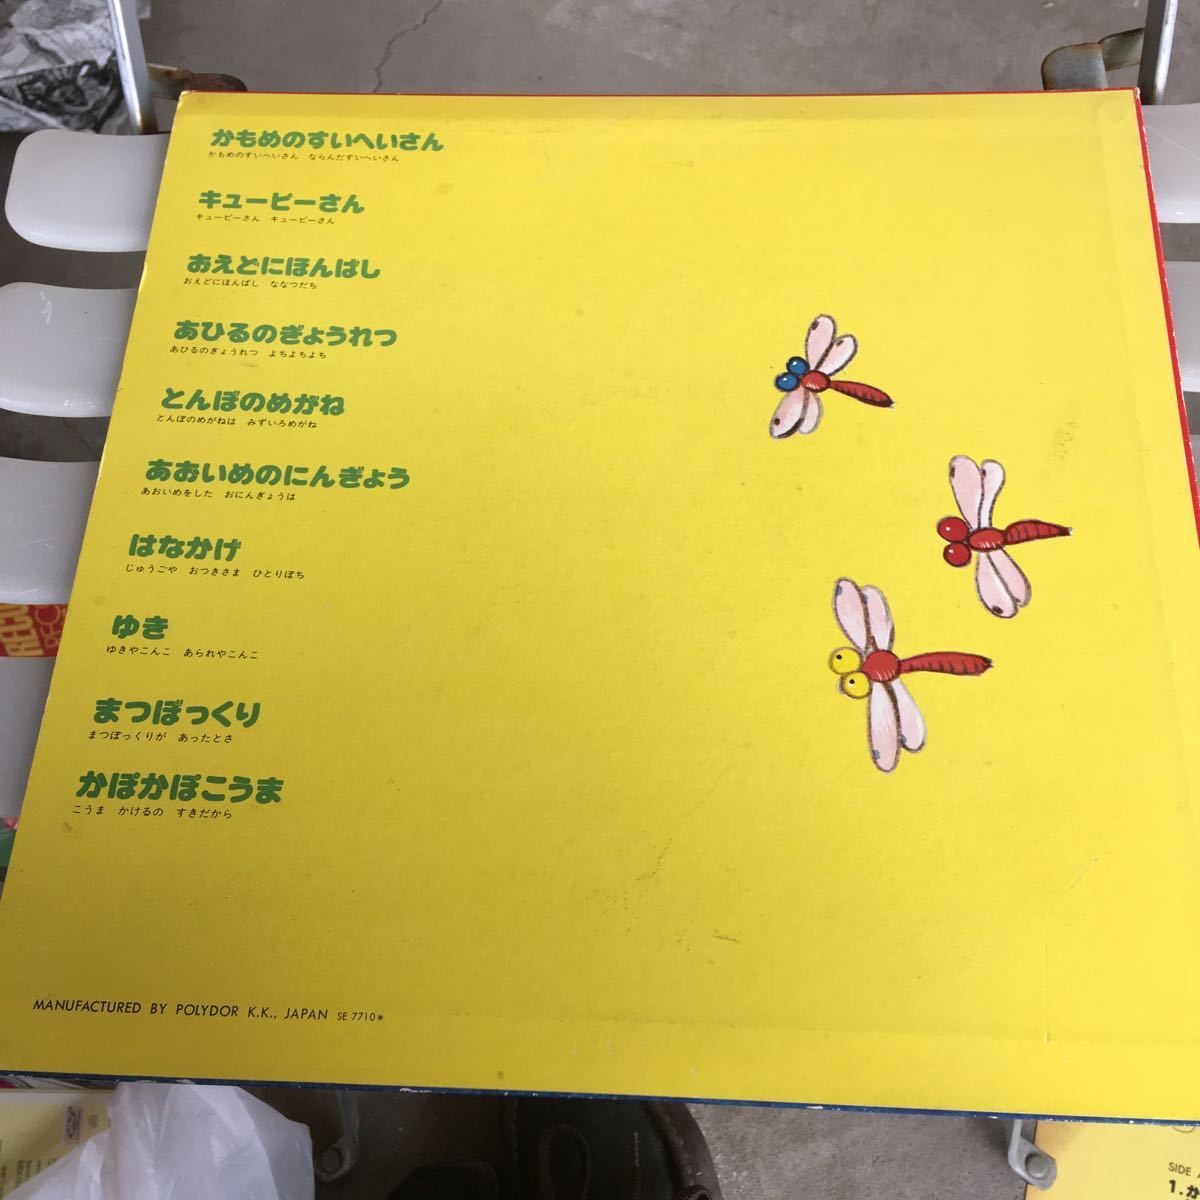 かもめのすいへいさん
かもめのすいへいさん　ならんだすいへいさん
キューピーさん
キューピーさん　キューピーさん
おえどにほんばし
おえどにほんばし　ななつだち
あひるのぎょうれつ
あひるのぎょうれつ　よちよちよち
とんぼのめがね
とんぼのめがねは　みずいろめがね
あおいめのにんぎょう
あおいめをした　おにんぎょうは
はなかげ
じゅうごや　おつきさま　ひとりぼち
ゆき
ゆきやこんこ　あられやこんこ
まつぼっくり
まつぼっくりが　あったとさ
かぽかぽこうま
こうま　かけるの　すきだから
MANUFACTURED BY POLYDOR K.K., JAPAN SE 7710*
SIDE
1.か